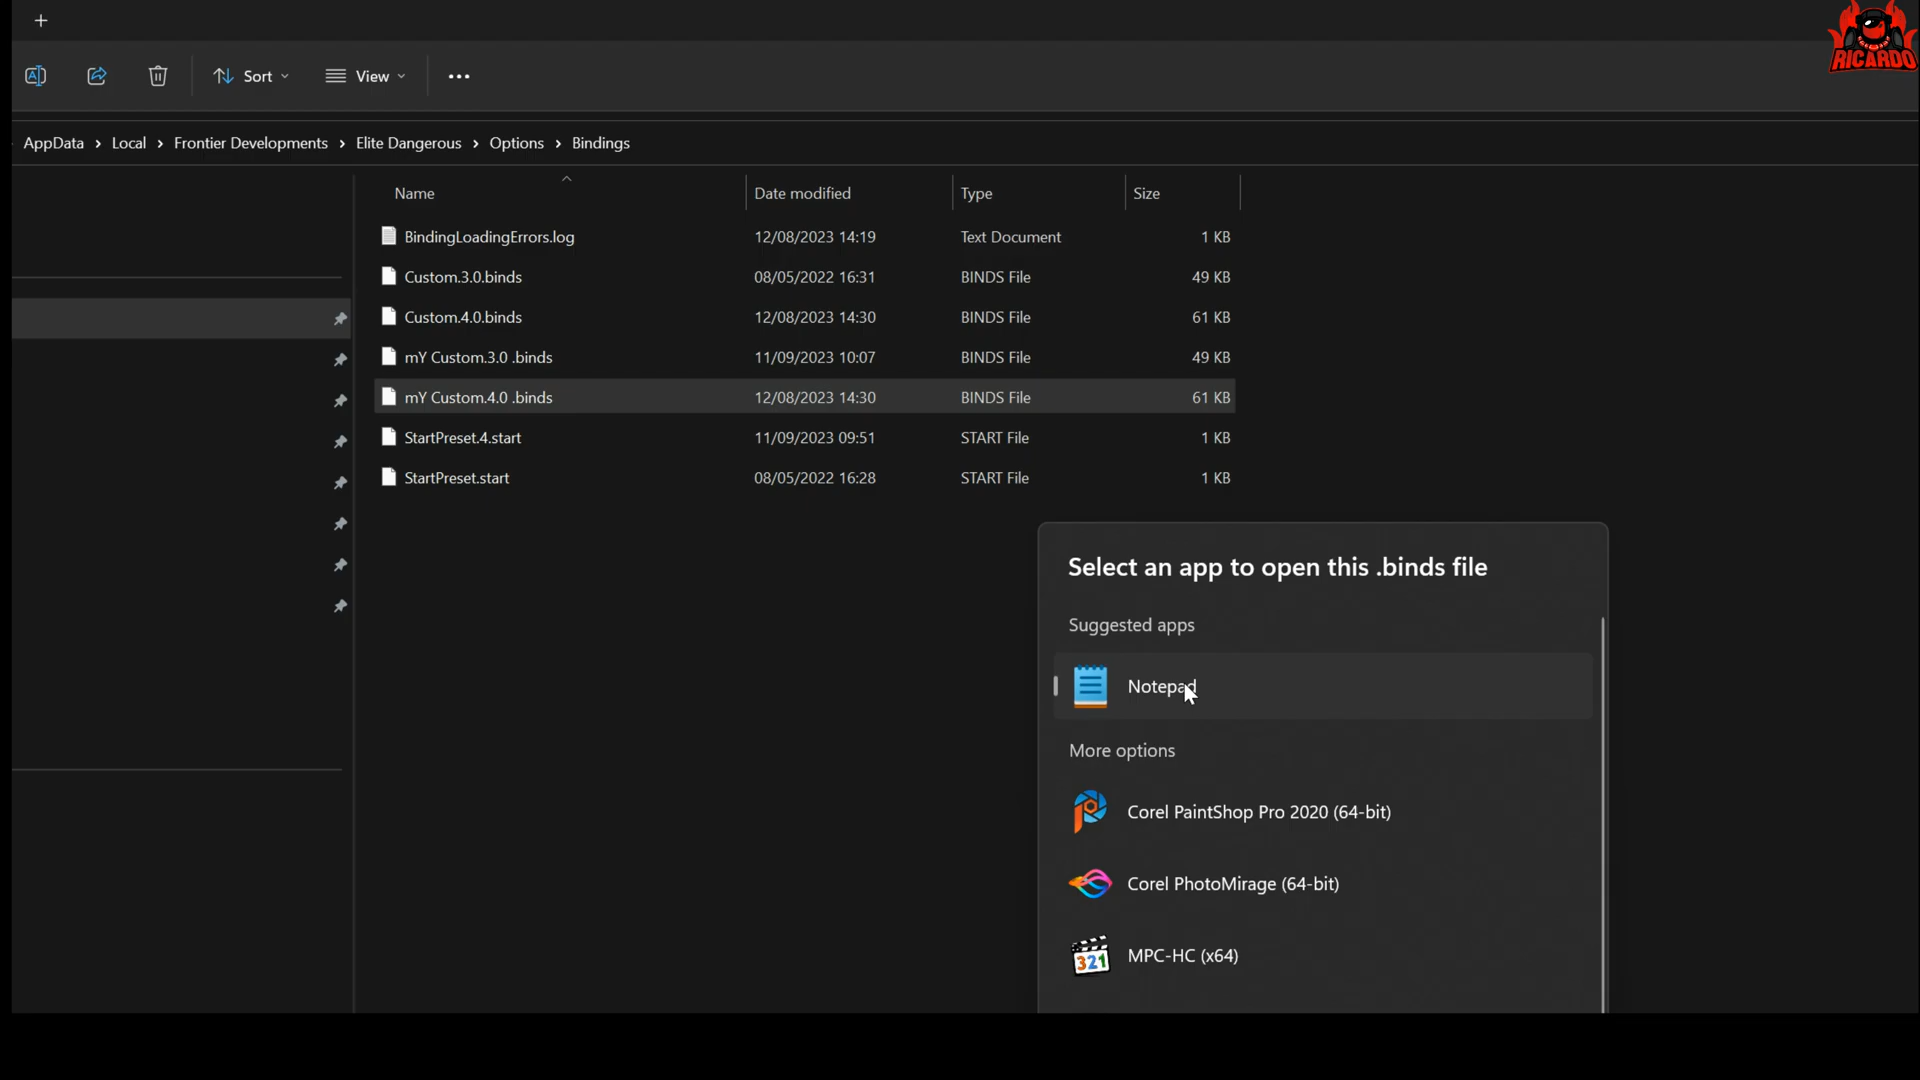 RICARDO
Sort
View
AppData > Local > Frontier Developments > Elite Dangerous > Options > Bindings
Name Date modified Type Size
BindingLoadingErrors.log 12/08/2023 14:19 Text Document 1 KB
Custom.3.0.binds 08/05/2022 16:31 BINDS File 49 KB
Custom.4.0.binds 12/08/2023 14:30 BINDS File 61 KB
mY Custom.3.0 .binds 11/09/2023 10:07 BINDS File 49 KB
mY Custom.4.0 .binds 12/08/2023 14:30 BINDS File 61 KB
StartPreset.4.start 11/09/2023 09:51 START File 1 KB
StartPreset.start 08/05/2022 16:28 START File 1 KB
Select an app to open this .binds file
Suggested apps
Notepad
More options
Corel PaintShop Pro 2020 (64-bit)
Corel PhotoMirage (64-bit)
321
MPC-HC (x64)